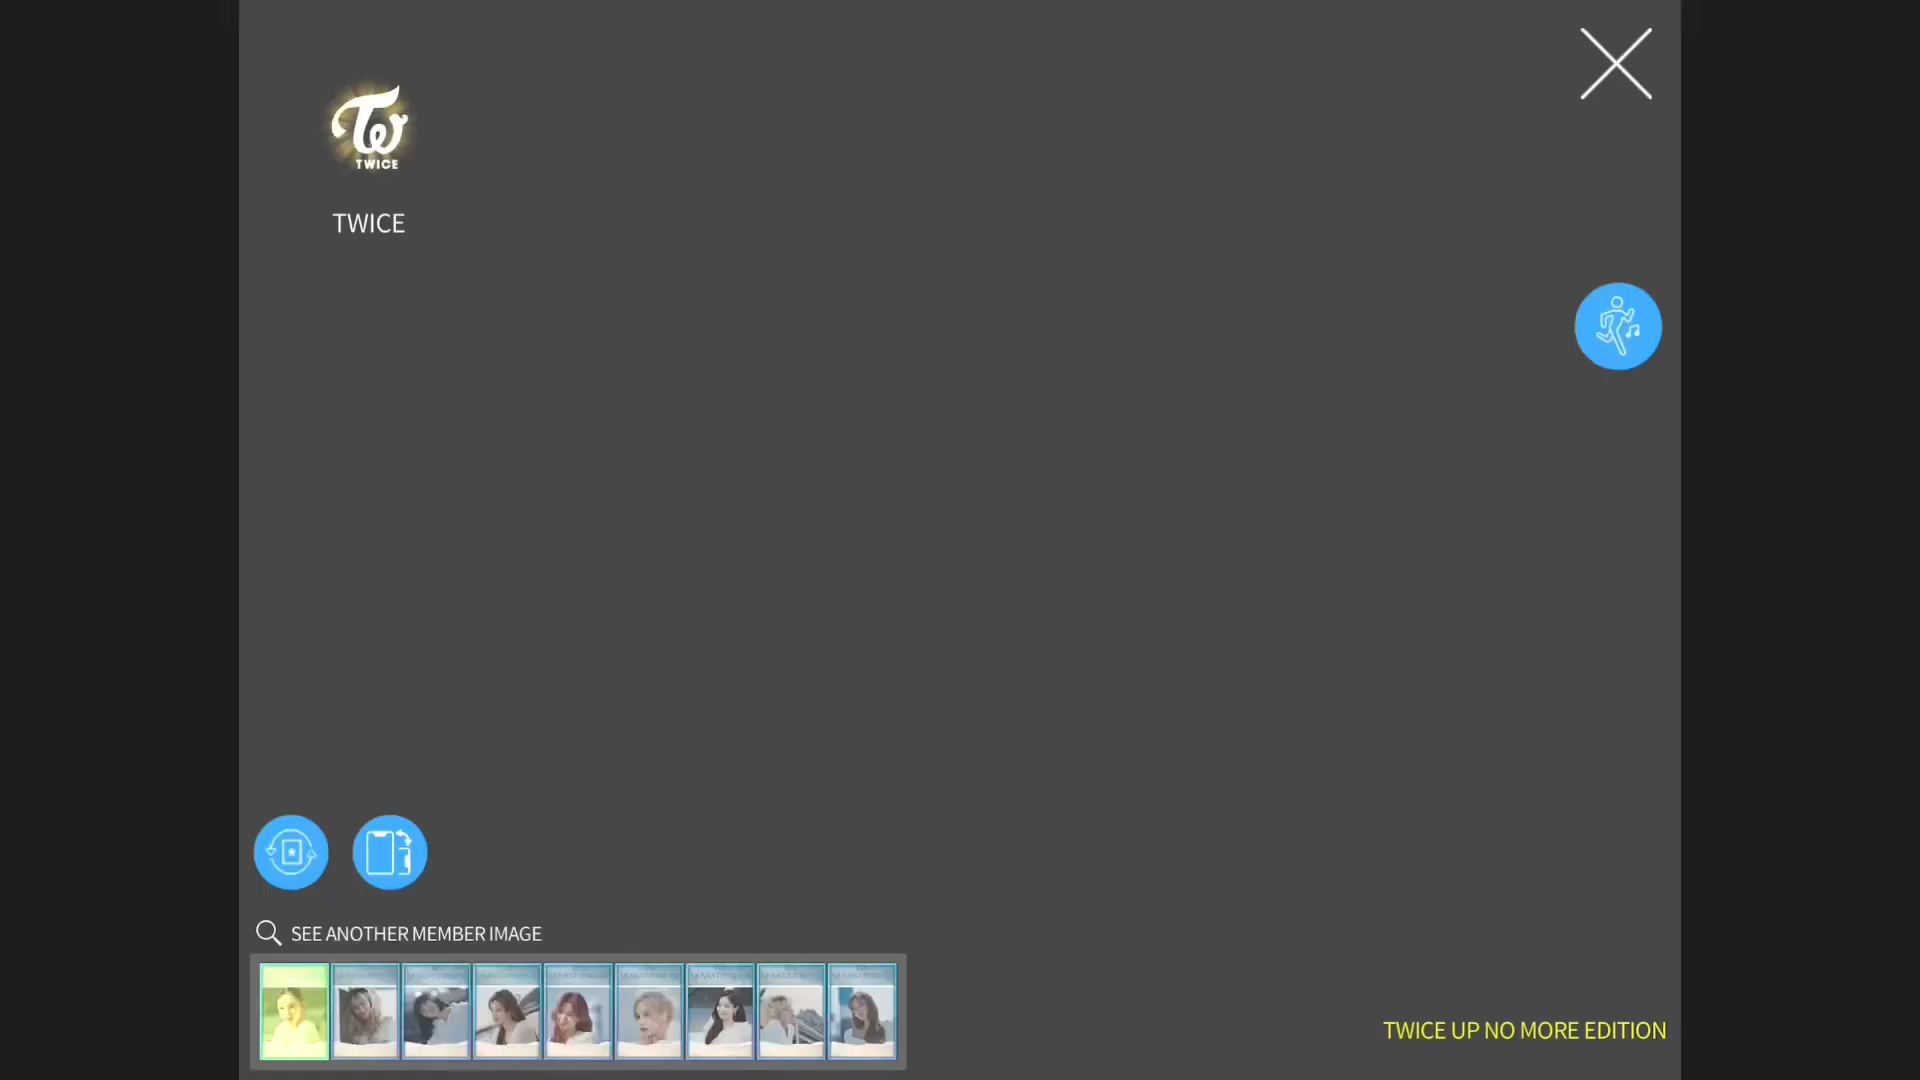 TWICE
TWICE
SEE ANOTHER MEMBER IMAGE
TWICE UP NO MORE EDITION